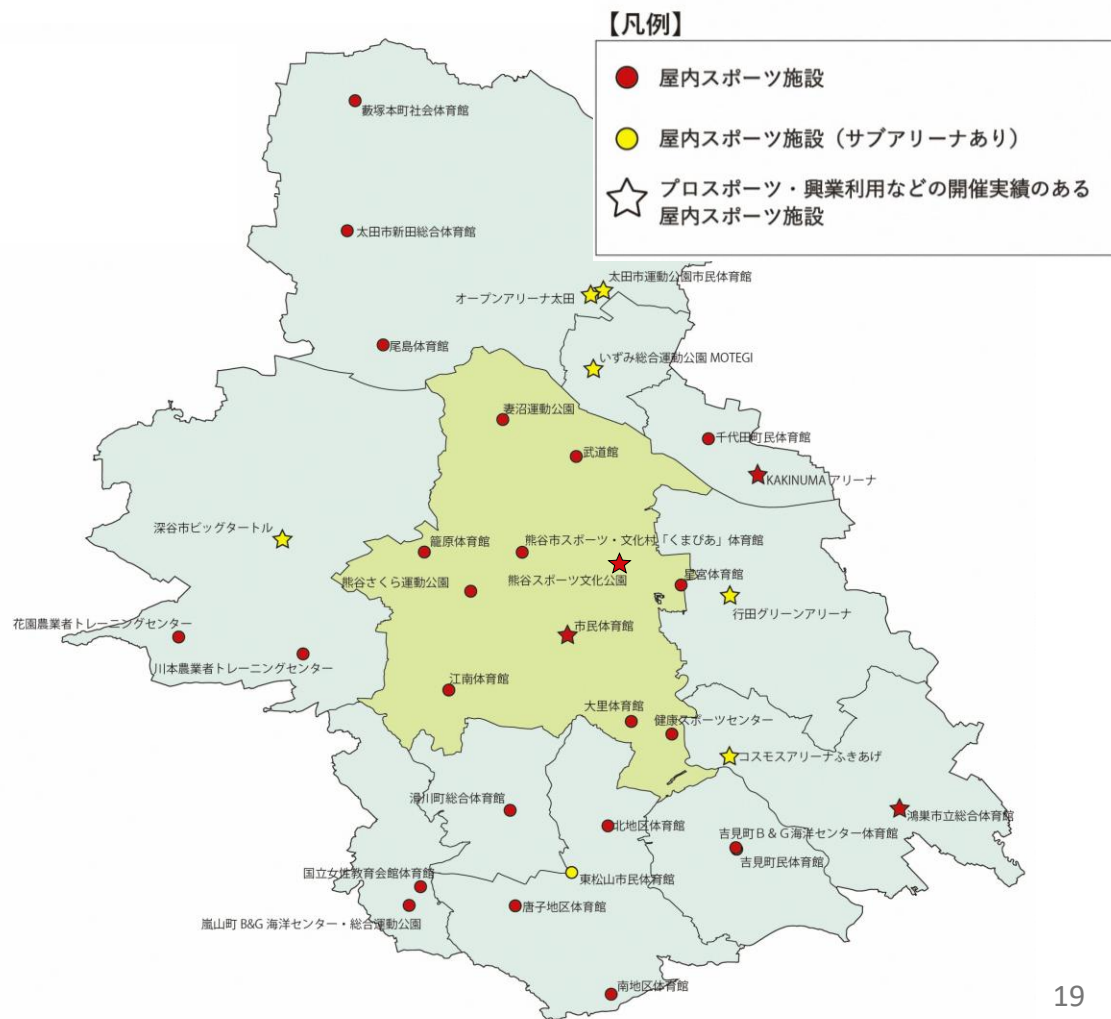 【凡例】
屋内スポーツ施設
屋内スポーツ施設（サブアリーナあり）
プロスポーツ・興業利用などの開催実績のある
屋内スポーツ施設
藪塚本町社会体育館
太田市新田総合体育館
太田市運動公園市民体育館
オープンアリーナ太田
尾島体育館
いずみ総合運動公園 MOTEGI
妻沼運動公園
千代田町民体育館
武道館
KAKINUMA アリーナ
深谷市ビッグタートル
籠原体育館
熊谷市スポーツ・文化村「くまぴあ」体育館
熊谷さくら運動公園
熊谷スポーツ文化公園
星宮体育館
行田グリーンアリーナ
花園農業者トレーニングセンター
市民体育館
川本農業者トレーニングセンター
江南体育館
大里体育館
健康スポーツセンター
コスモスアリーナふきあげ
滑川町総合体育館
鴻巣市立総合体育館
北地区体育館
吉見町B＆G海洋センター体育館
吉見町民体育館
国立女性教育会館体育館
東松山市民体育館
唐子地区体育館
嵐山町 B&G 海洋センター・総合運動公園
南地区体育館
19